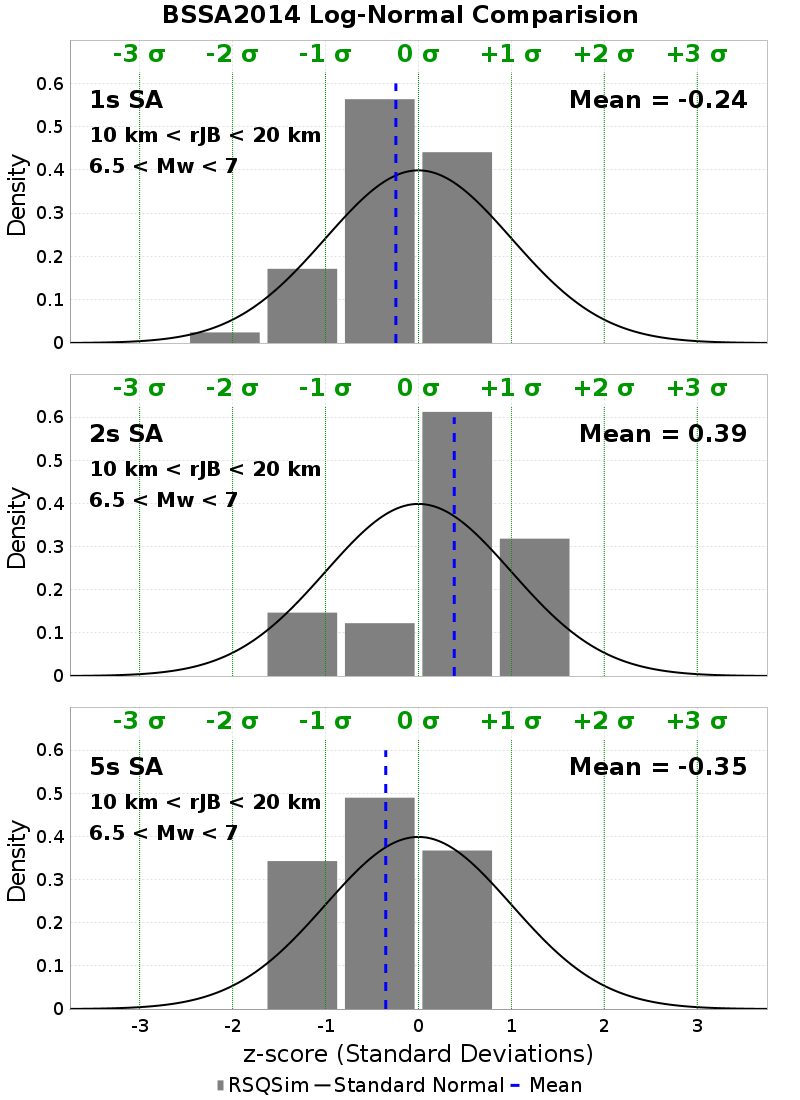 BSSA2014 Log-Normal Comparision
-3 σ -2 σ -1 σ 0 σ +1 σ +2 σ +3 σ
1s SA
Mean = -0.24
10 km < rJB < 20 km
6.5 < Mw < 7
Density
0.6
0.5
0.4
0.3
0.2
0.1
0
-3 σ -2 σ -1 σ 0 σ +1 σ +2 σ +3 σ
2s SA
Mean = 0.39
10 km < rJB < 20 km
6.5 < Mw < 7
Density
0.6
0.5
0.4
0.3
0.2
0.1
0
-3 σ -2 σ -1 σ 0 σ +1 σ +2 σ +3 σ
5s SA
Mean = -0.35
10 km < rJB < 20 km
6.5 < Mw < 7
Density
0.6
0.5
0.4
0.3
0.2
0.1
0
-3 -2 -1 0 1 2 3
z-score (Standard Deviations)
RSQSim Standard Normal Mean